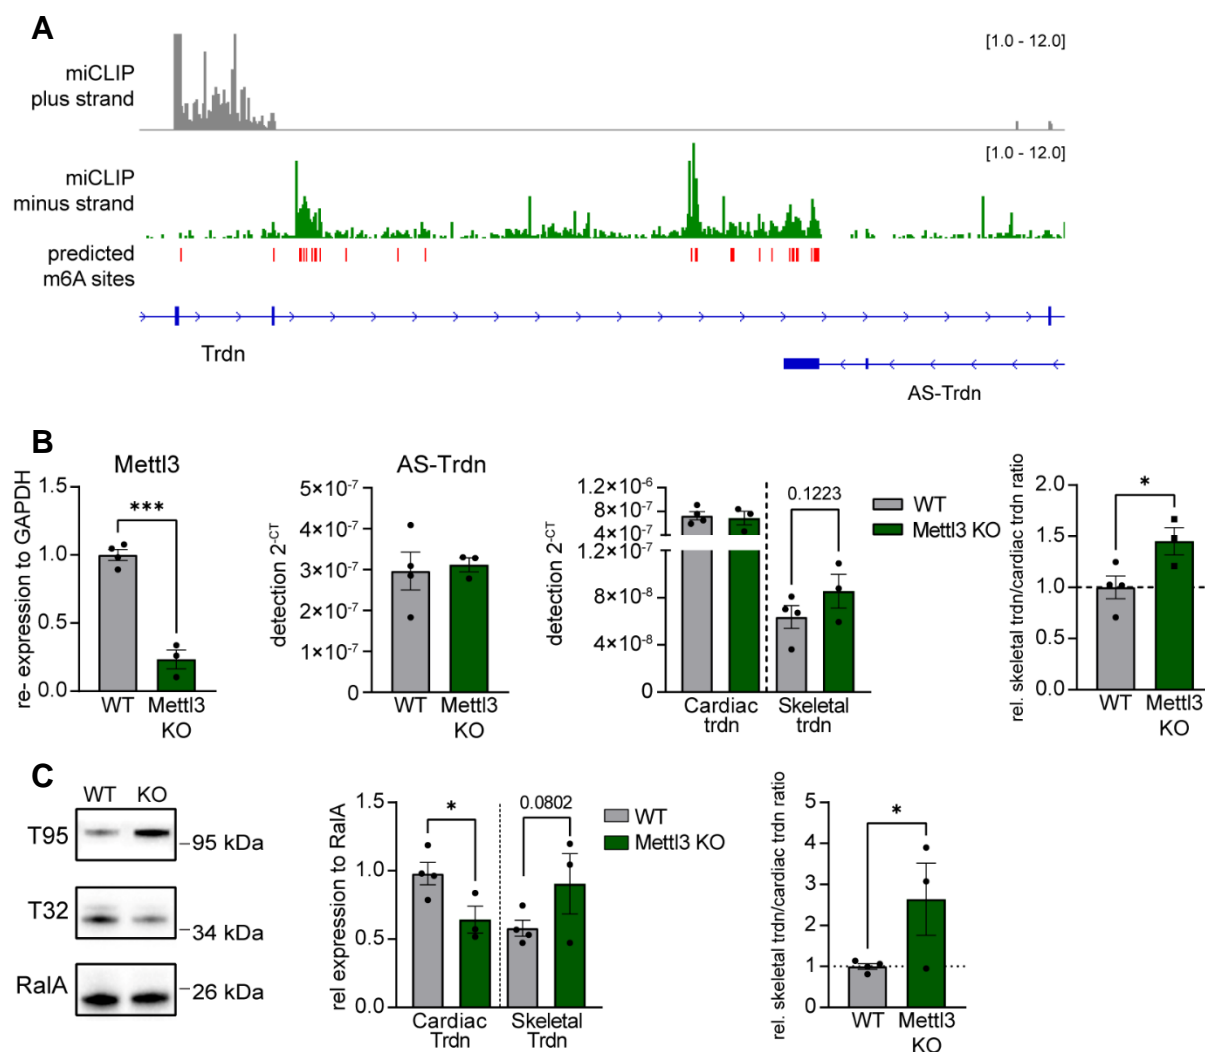 A
miCLIP
plus strand
[1.0 - 12.0]
miCLIP
minus strand
[1.0 - 12.0]
predicted
m6A sites
Trdn
AS-Trdn
B
Mettl3
re- expression to GAPDH
1.5
1.0
0.5
0.0
***
WT
Mettl3
KO
AS-Trdn
detection 2^-CT
5×10^-7
4×10^-7
3×10^-7
2×10^-7
1×10^-7
0
WT
Mettl3
KO
detection 2^-CT
1.2×10^-6
8×10^-7
4×10^-7
1.2×10^-7
8×10^-8
4×10^-8
0
0.1223
Cardiac
trdn
Skeletal
trdn
WT
Mettl3 KO
rel. skeletal trdn/cardiac trdn ratio
2.0
1.5
1.0
0.5
0.0
*
WT
Mettl3
KO
C
WT KO
T95
95 kDa
T32
34 kDa
RalA
26 kDa
rel expression to RalA
1.5
1.0
0.5
0.0
*
0.0802
Cardiac
Trdn
Skeletal
Trdn
WT
Mettl3 KO
rel. skeletal trdn/cardiac trdn ratio
5
4
3
2
1
0
*
WT
Mettl3
KO